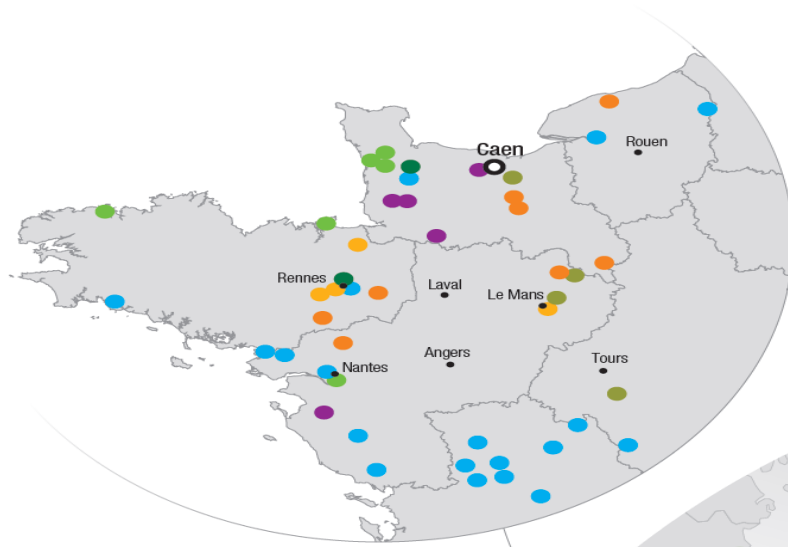 Caen
Rouen
Rennes
Laval
Le Mans
Nantes
Angers
Tours